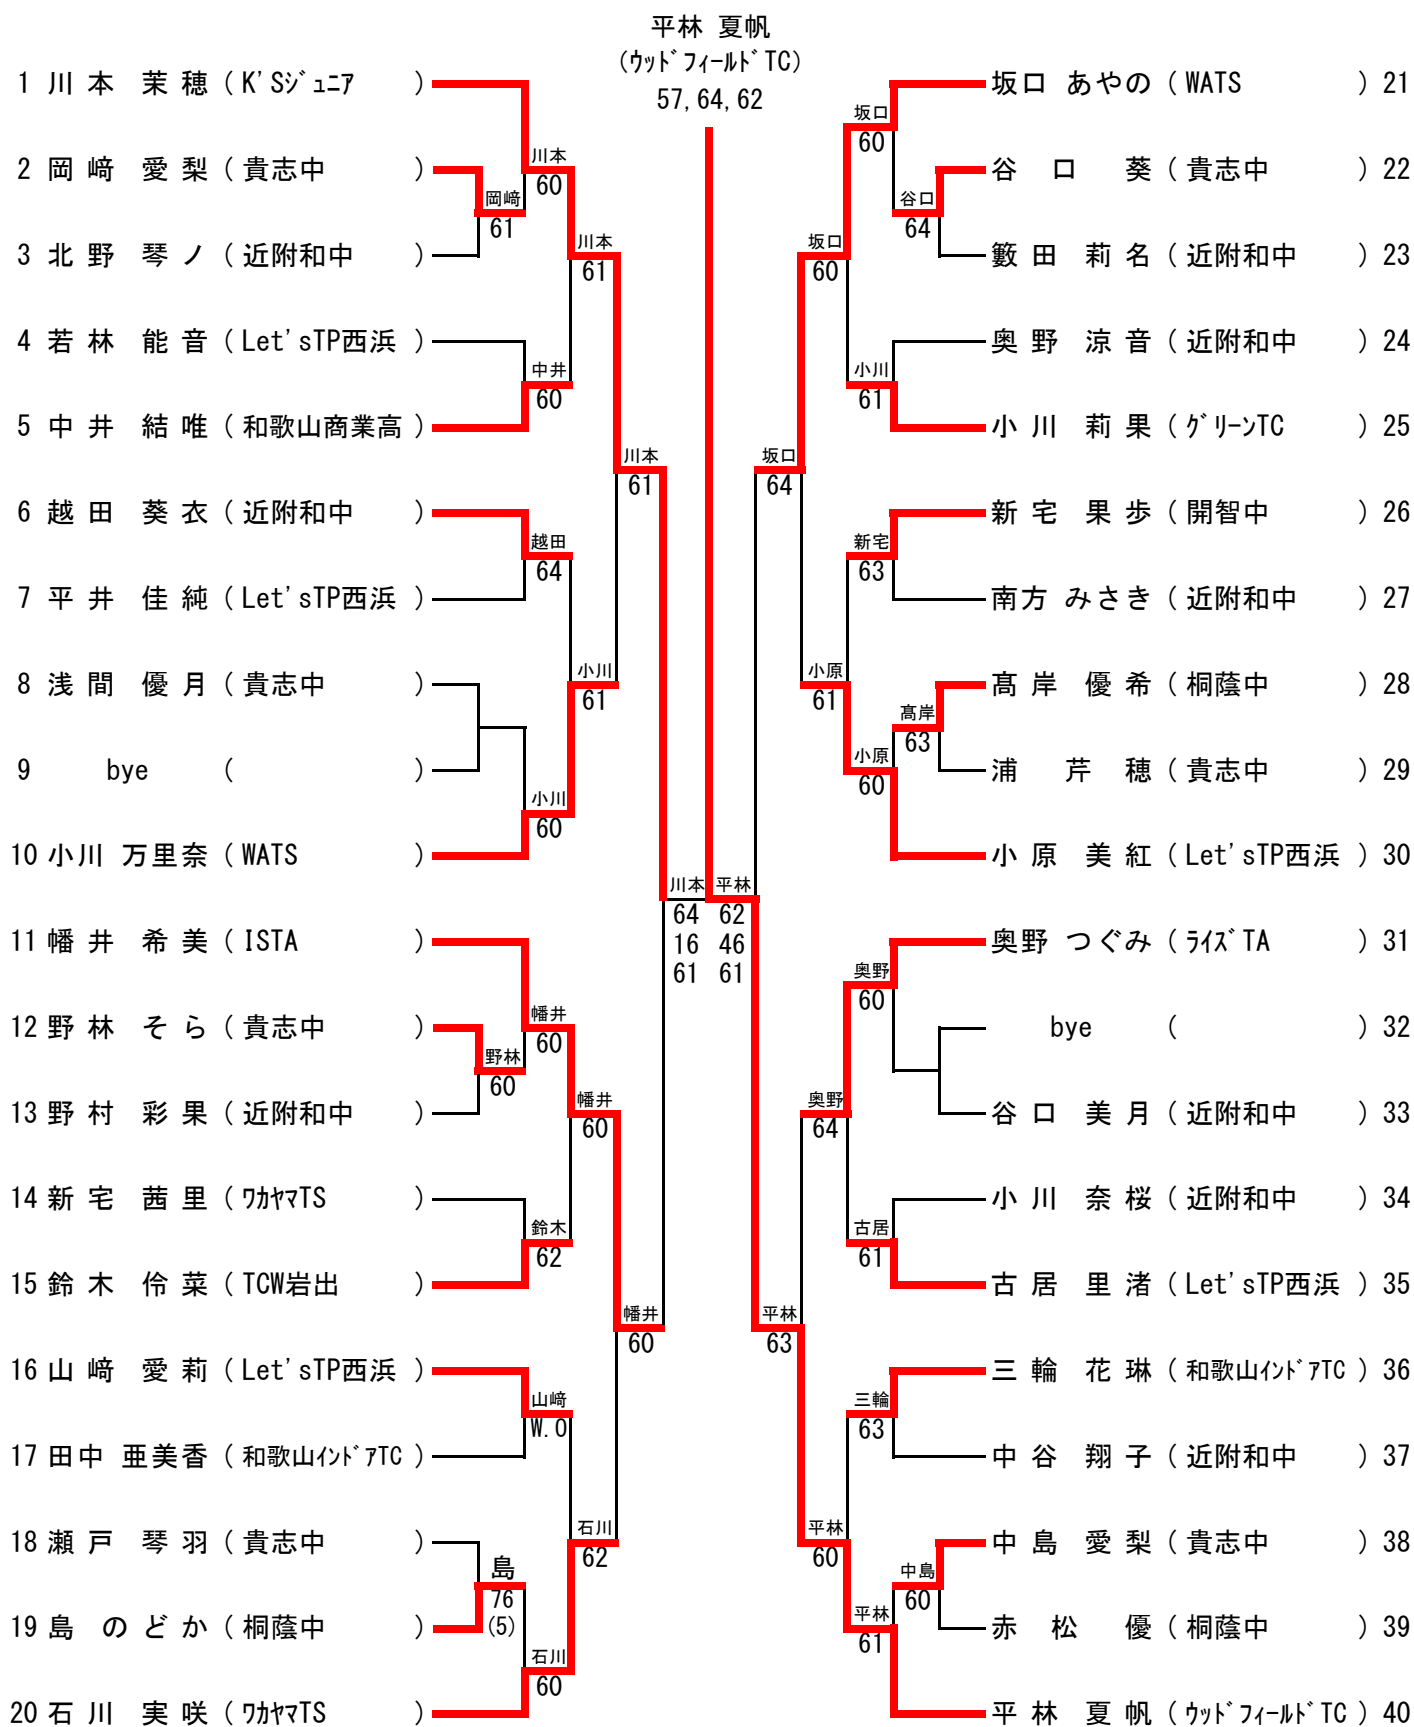 平林 夏帆
(ｳｯﾄﾞﾌｨｰﾙﾄﾞTC)
57, 64, 62
1 川本 茉穂 (K'Sｼﾞｭﾆｱ)
2 岡﨑 愛梨 (貴志中)
3 北野 琴ノ (近附和中)
4 若林 能音 (Let'sTP西浜)
5 中井 結唯 (和歌山商業高)
6 越田 葵衣 (近附和中)
7 平井 佳純 (Let'sTP西浜)
8 浅間 優月 (貴志中)
9 bye ( )
10 小川 万里奈 (WATS)
11 幡井 希美 (ISTA)
12 野林 そら (貴志中)
13 野村 彩果 (近附和中)
14 新宅 茜里 (ﾜｶﾔﾏTS)
15 鈴木 伶菜 (TCW岩出)
16 山﨑 愛莉 (Let'sTP西浜)
17 田中 亜美香 (和歌山ｲﾝﾄﾞｱTC)
18 瀬戸 琴羽 (貴志中)
19 島 のどか (桐蔭中)
20 石川 実咲 (ﾜｶﾔﾏTS)
岡﨑
61
野林
60
島
76
(5)
川本
60
中井
60
越田
64
小川
60
幡井
60
鈴木
62
山﨑
W.O
石川
60
川本
61
小川
61
幡井
60
石川
62
川本
61
幡井
60
川本
64
16
61
平林
62
46
61
坂口
64
平林
63
坂口
60
小原
61
奥野
64
平林
60
坂口
60
小川
61
新宅
63
小原
60
奥野
60
古居
61
三輪
63
平林
61
谷口
64
髙岸
63
中島
60
坂口 あやの (WATS) 21
谷口 葵 (貴志中) 22
籔田 莉名 (近附和中) 23
奥野 涼音 (近附和中) 24
小川 莉果 (ｸﾞﾘｰﾝTC) 25
新宅 果歩 (開智中) 26
南方 みさき (近附和中) 27
髙岸 優希 (桐蔭中) 28
浦 芹穂 (貴志中) 29
小原 美紅 (Let'sTP西浜) 30
奥野 つぐみ (ﾗｲｽﾞTA) 31
bye ( ) 32
谷口 美月 (近附和中) 33
小川 奈桜 (近附和中) 34
古居 里渚 (Let'sTP西浜) 35
三輪 花琳 (和歌山ｲﾝﾄﾞｱTC) 36
中谷 翔子 (近附和中) 37
中島 愛梨 (貴志中) 38
赤松 優 (桐蔭中) 39
平林 夏帆 (ｳｯﾄﾞﾌｨｰﾙﾄﾞTC) 40